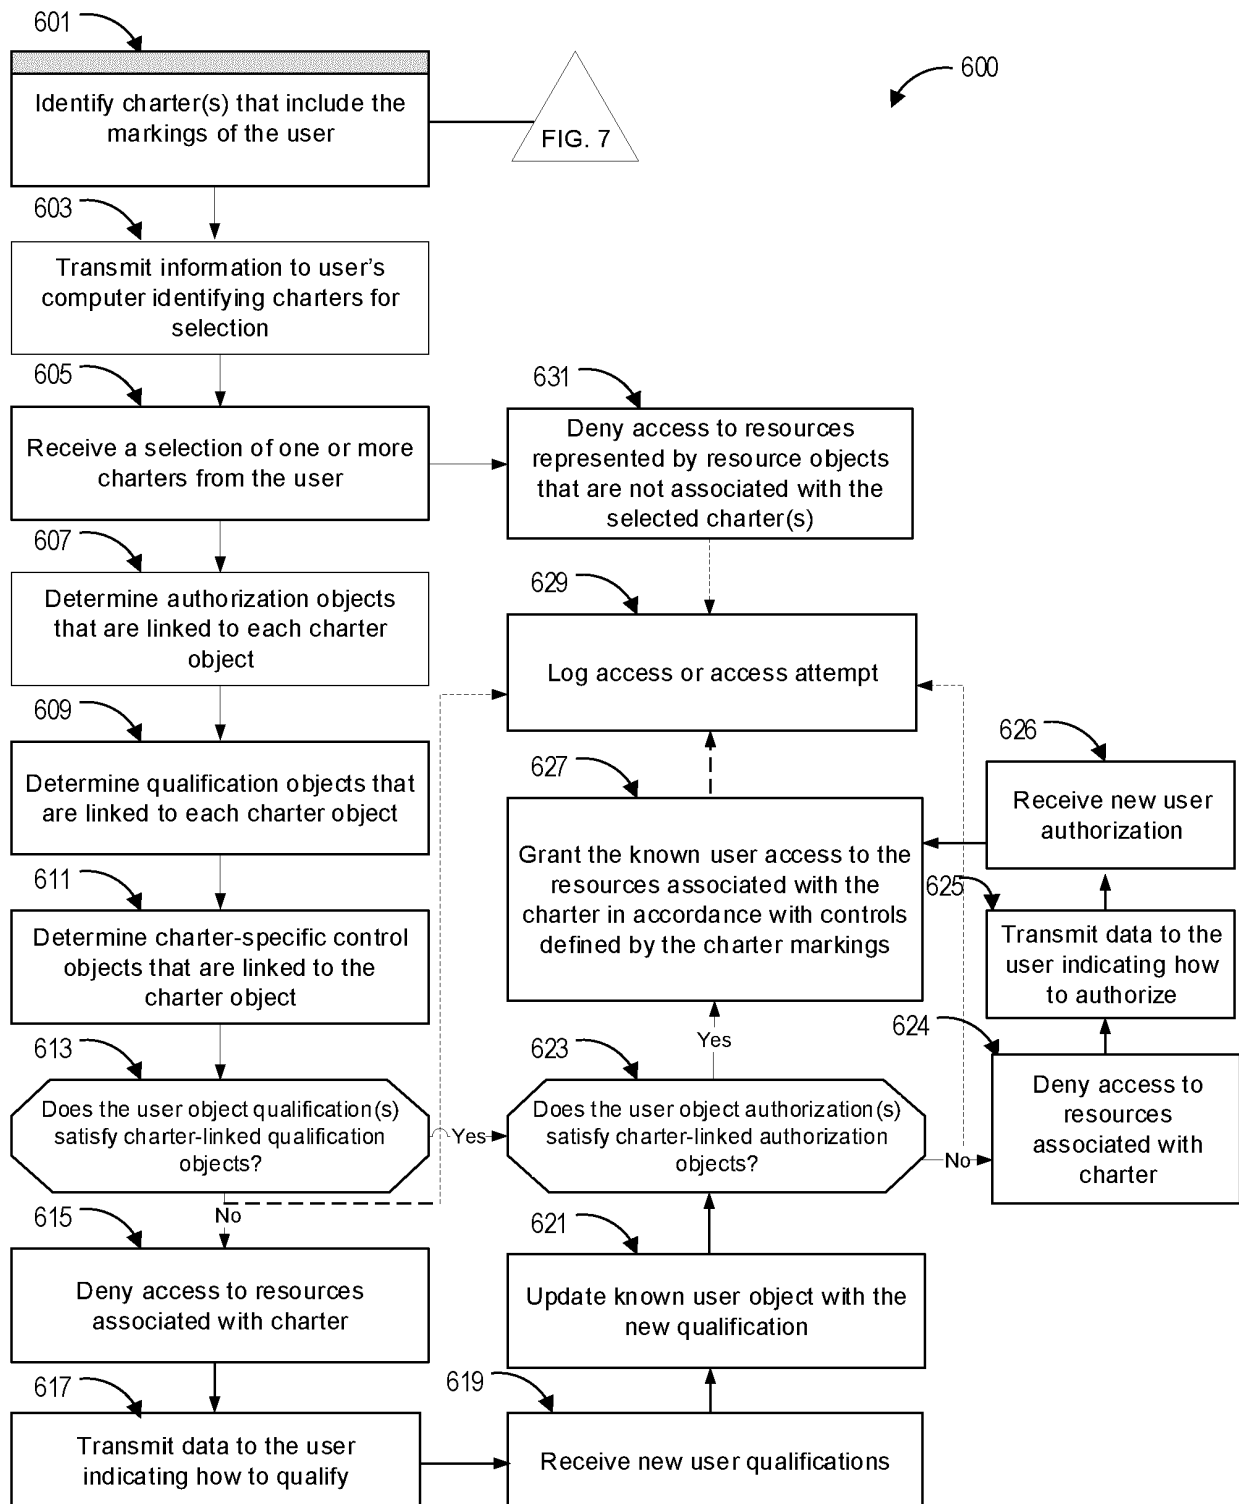 601
Identify charter(s) that include the
markings of the user
FIG. 7
600
603
Transmit information to user's
computer identifying charters for
selection
605
Receive a selection of one or more
charters from the user
631
Deny access to resources
represented by resource objects
that are not associated with the
selected charter(s)
607
Determine authorization objects
that are linked to each charter
object
629
Log access or access attempt
609
Determine qualification objects that
are linked to each charter object
627
Grant the known user access to the
resources associated with the
charter in accordance with controls
defined by the charter markings
626
Receive new user
authorization
625
Transmit data to the
user indicating how
to authorize
611
Determine charter-specific control
objects that are linked to the
charter object
613
Does the user object qualification(s)
satisfy charter-linked qualification
objects?
Yes
623
Yes
Does the user object authorization(s)
satisfy charter-linked authorization
objects?
No
624
Deny access to
resources
associated with
charter
No
615
Deny access to resources
associated with charter
621
Update known user object with the
new qualification
617
Transmit data to the user
indicating how to qualify
619
Receive new user qualifications